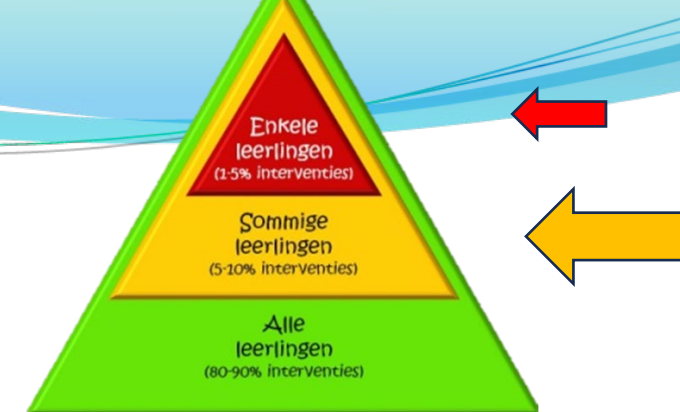 Enkele
leerlingen
(1-5% interventies)
Sommige
leerlingen
(5-10% interventies)
Alle
leerlingen
(80-90% interventies)